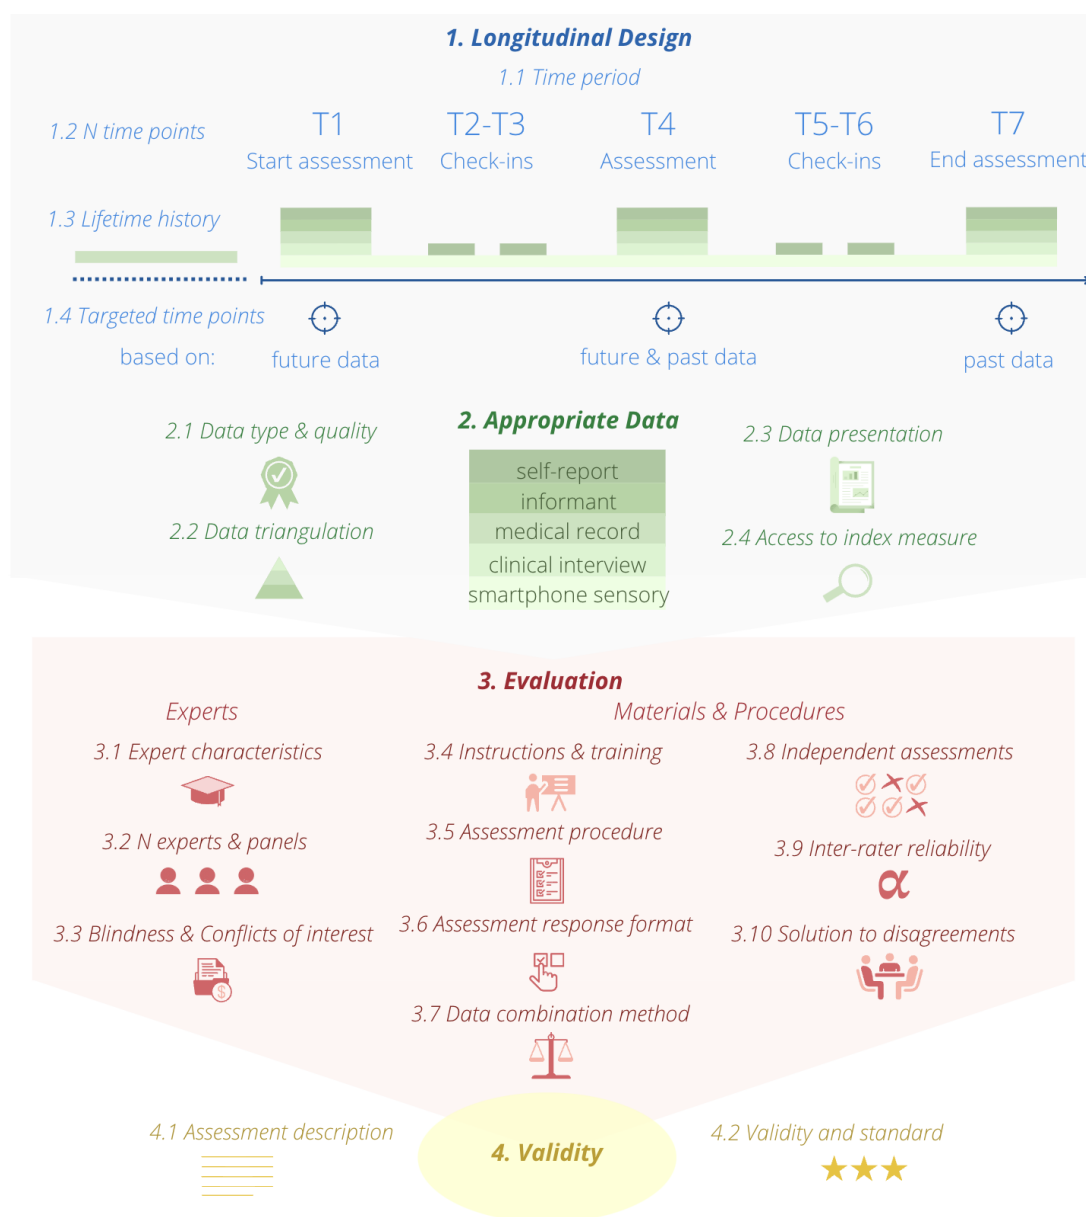 1. Longitudinal Design
1.1 Time period
1.2 N time points
T1
T2-T3
T4
T5-T6
T7
Start assessment
Check-ins
Assessment
Check-ins
End assessment
1.3 Lifetime history
1.4 Targeted time points
based on:
future data
future & past data
past data
2. Appropriate Data
2.1 Data type & quality
2.2 Data triangulation
self-report
informant
medical record
clinical interview
smartphone sensory
2.3 Data presentation
2.4 Access to index measure
3. Evaluation
Experts
Materials & Procedures
3.1 Expert characteristics
3.2 N experts & panels
3.3 Blindness & Conflicts of interest
$
3.4 Instructions & training
3.5 Assessment procedure
3.6 Assessment response format
3.7 Data combination method
3.8 Independent assessments
3.9 Inter-rater reliability
α
3.10 Solution to disagreements
4. Validity
4.1 Assessment description
4.2 Validity and standard